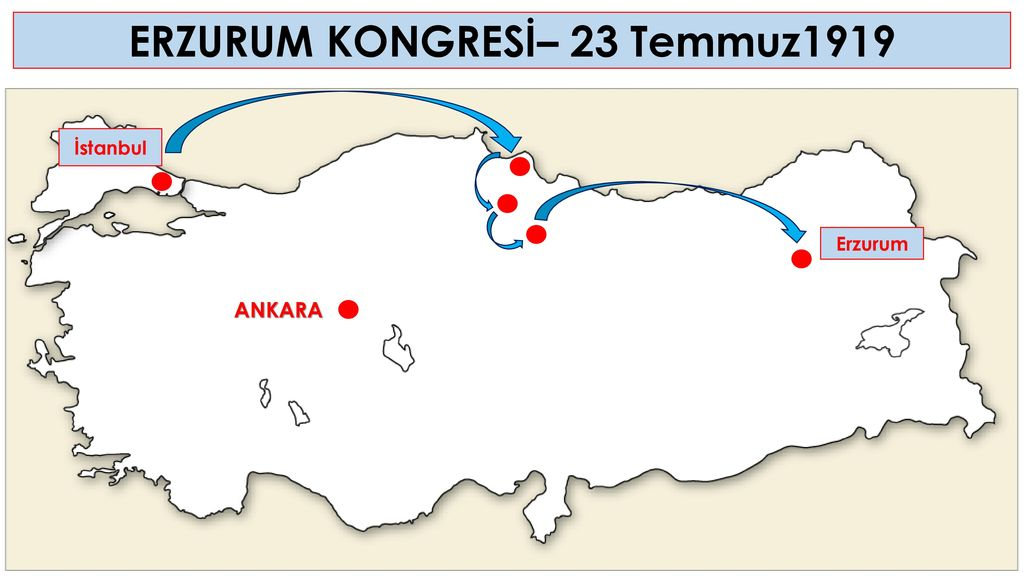 ERZURUM KONGRESİ– 23 Temmuz1919
İstanbul
Erzurum
ANKARA